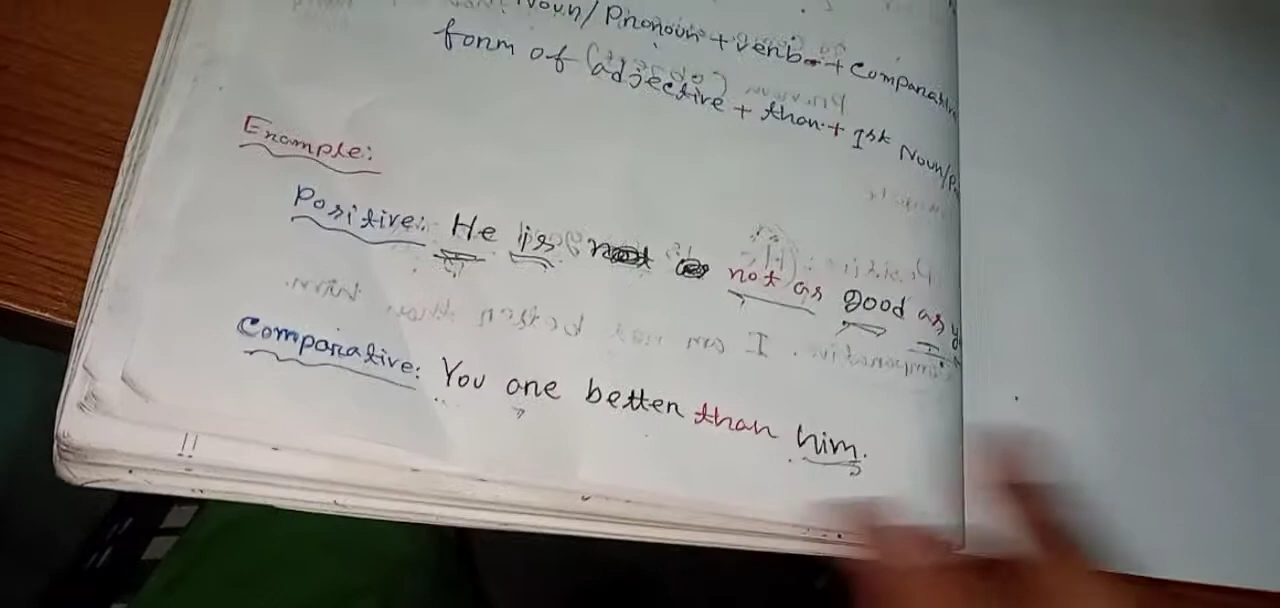 Noun/Pronoun + verb + Comparative
form of (adjective + than + 1st Noun/P
Example:
Positive: He is not as good as y
Comparative: You are better than him.